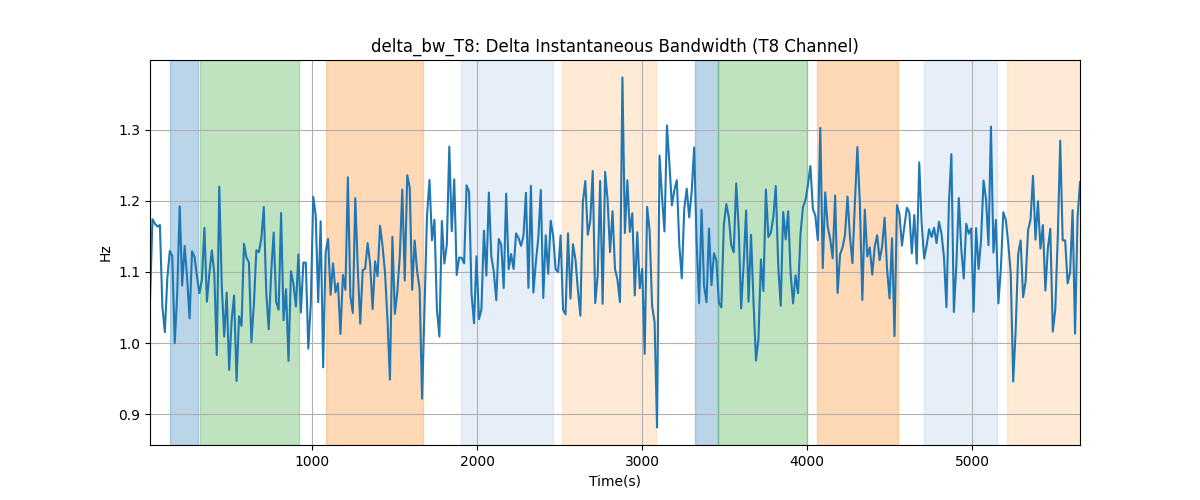 delta_bw_T8: Delta Instantaneous Bandwidth (T8 Channel)
Hz
1.3
1.2
1.1
1.0
0.9
1000 2000 3000 4000 5000
Time(s)